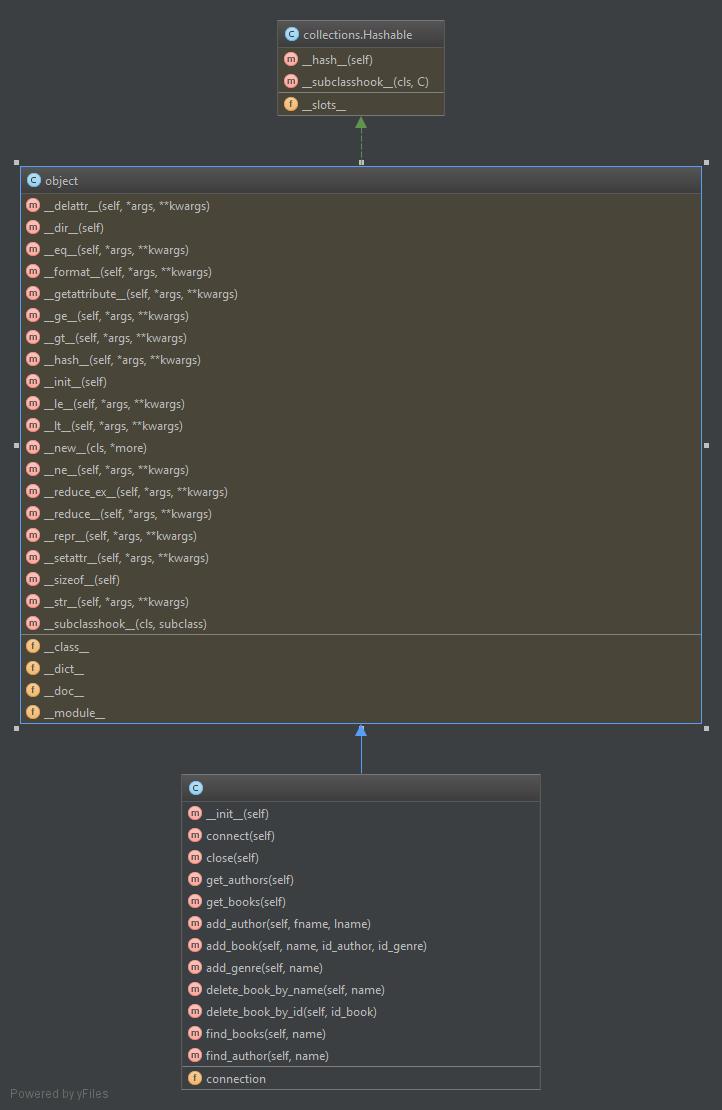 C collections.Hashable
m __hash__(self)
m __subclasshook__(cls, C)
f __slots__
C object
m __delattr__(self, *args, **kwargs)
m __dir__(self)
m __eq__(self, *args, **kwargs)
m __format__(self, *args, **kwargs)
m __getattribute__(self, *args, **kwargs)
m __ge__(self, *args, **kwargs)
m __gt__(self, *args, **kwargs)
m __hash__(self, *args, **kwargs)
m __init__(self)
m __le__(self, *args, **kwargs)
m __lt__(self, *args, **kwargs)
m __new__(cls, *more)
m __ne__(self, *args, **kwargs)
m __reduce_ex__(self, *args, **kwargs)
m __reduce__(self, *args, **kwargs)
m __repr__(self, *args, **kwargs)
m __setattr__(self, *args, **kwargs)
m __sizeof__(self)
m __str__(self, *args, **kwargs)
m __subclasshook__(cls, subclass)
f __class__
f __dict__
f __doc__
f __module__
C
m __init__(self)
m connect(self)
m close(self)
m get_authors(self)
m get_books(self)
m add_author(self, fname, lname)
m add_book(self, name, id_author, id_genre)
m add_genre(self, name)
m delete_book_by_name(self, name)
m delete_book_by_id(self, id_book)
m find_books(self, name)
m find_author(self, name)
f connection
Powered by yFiles